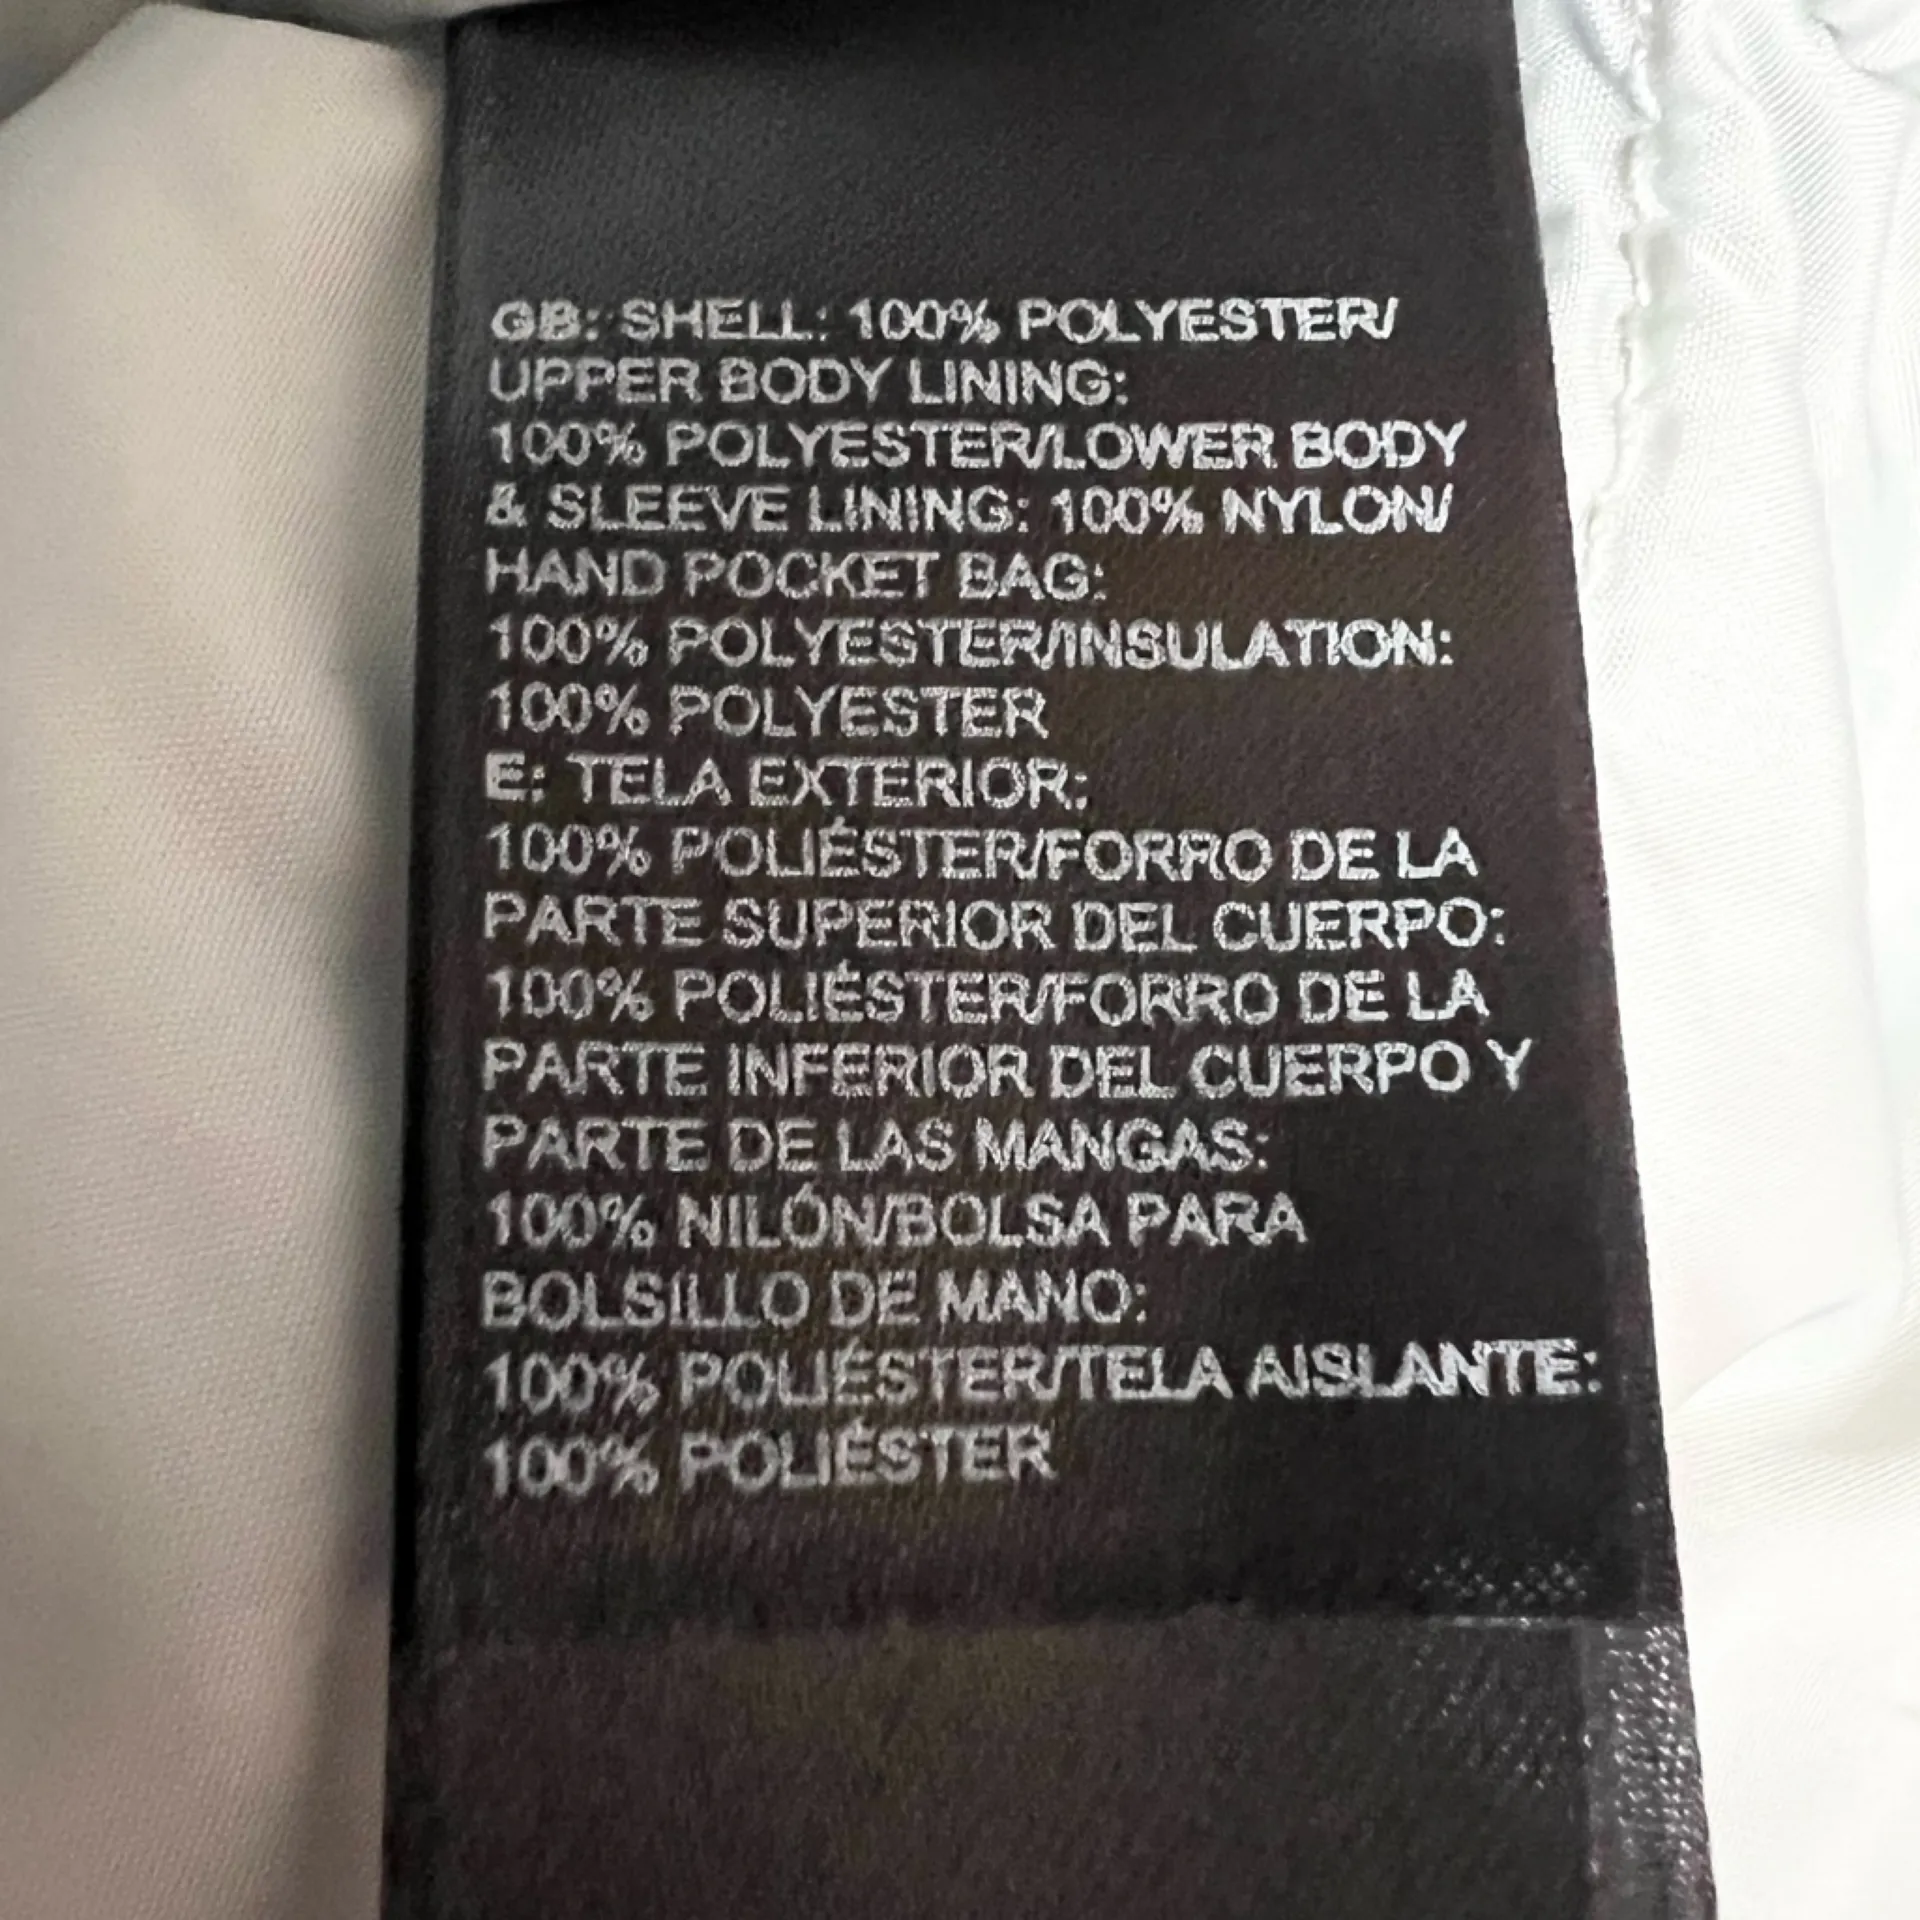 GB: SHELL: 100% POLYESTER/
UPPER BODY LINING:
100% POLYESTER/LOWER BODY
& SLEEVE LINING: 100% NYLON/
HAND POCKET BAG:
100% POLYESTER/INSULATION:
100% POLYESTER
E: TELA EXTERIOR:
100% POLIÉSTER/FORRO DE LA
PARTE SUPERIOR DEL CUERPO:
100% POLIÉSTER/FORRO DE LA
PARTE INFERIOR DEL CUERPO Y
PARTE DE LAS MANGAS:
100% NILÓN/BOLSA PARA
BOLSILLO DE MANO:
100% POLIÉSTER/TELA AISLANTE:
100% POLIÉSTER